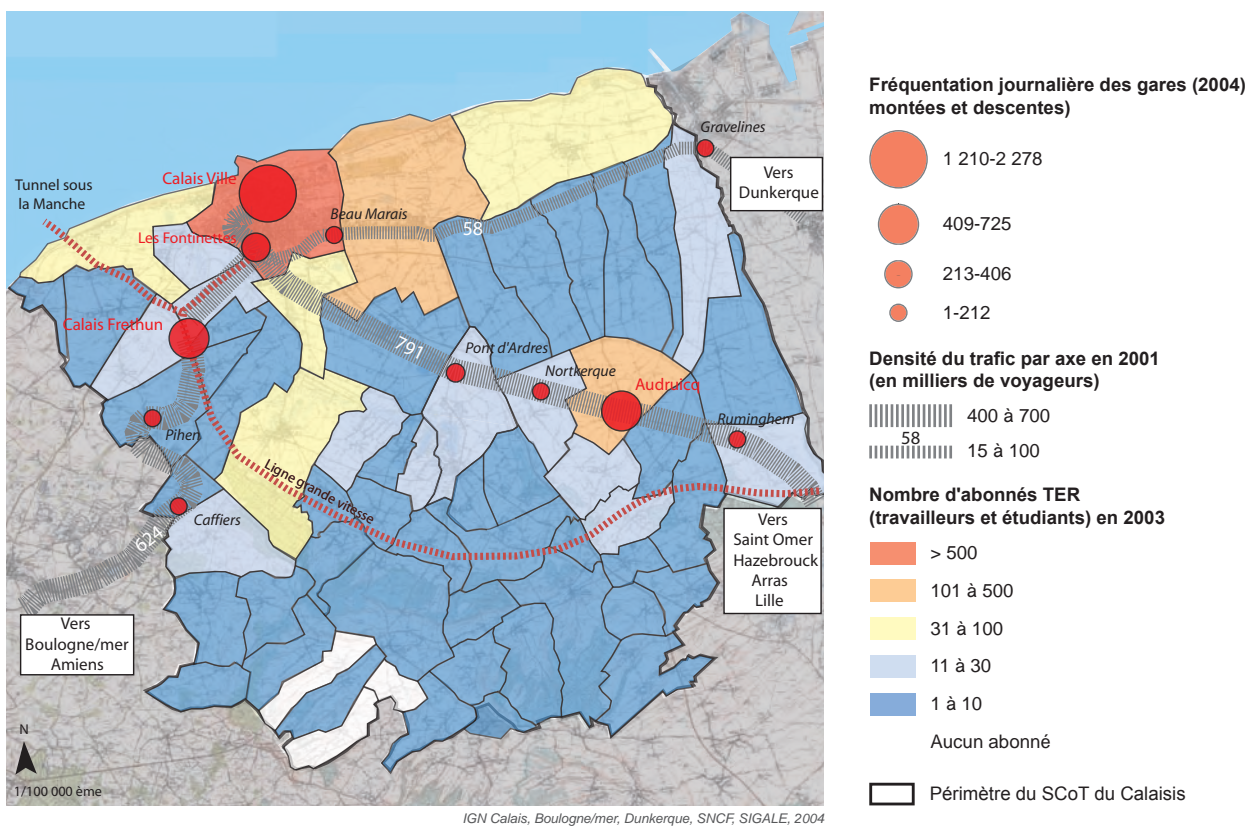 Gravelines
Vers
Dunkerque
Calais Ville
Tunnel sous
la Manche
Beau Marais
Les Fontinettes
58
Calais Frethun
791
Pont d'Ardres
Nortkerque
Audruicq
Ruminghem
Pihen
Ligne grande vitesse
Caffiers
624
Vers
Saint Omer
Hazebrouck
Arras
Lille
Vers
Boulogne/mer
Amiens
N
1/100 000 ème
IGN Calais, Boulogne/mer, Dunkerque, SNCF, SIGALE, 2004
Fréquentation journalière des gares (2004)
montées et descentes)
1 210-2 278
409-725
213-406
1-212
Densité du trafic par axe en 2001
(en milliers de voyageurs)
400 à 700
58
15 à 100
Nombre d'abonnés TER
(travailleurs et étudiants) en 2003
> 500
101 à 500
31 à 100
11 à 30
1 à 10
Aucun abonné
Périmètre du SCoT du Calaisis